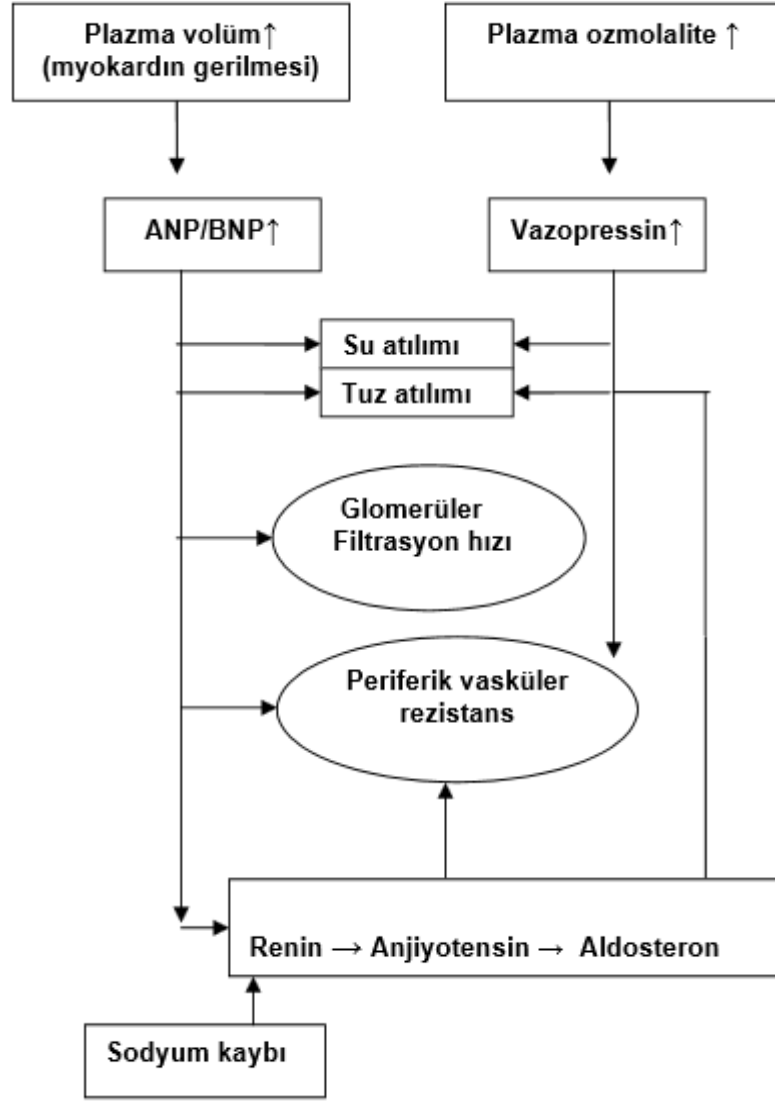 Plazma volüm↑
(myokardın gerilmesi)
Plazma ozmolalite ↑
ANP/BNP↑
Vazopressin↑
Su atılımı
Tuz atılımı
Glomerüler
Filtrasyon hızı
Periferik vasküler
rezistans
Renin → Anjiyotensin → Aldosteron
Sodyum kaybı